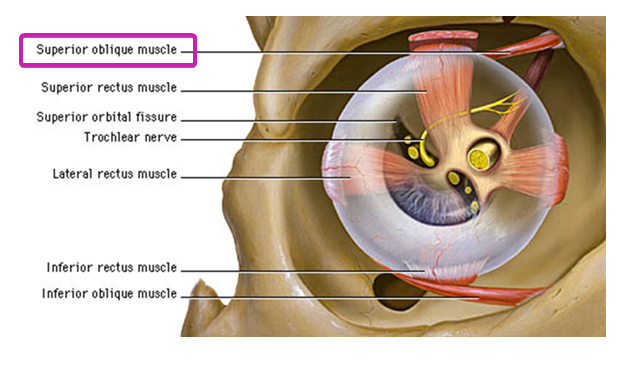 Superior oblique muscle
Superior rectus muscle
Superior orbital fissure
Trochlear nerve
Lateral rectus muscle
Inferior rectus muscle
Inferior oblique muscle